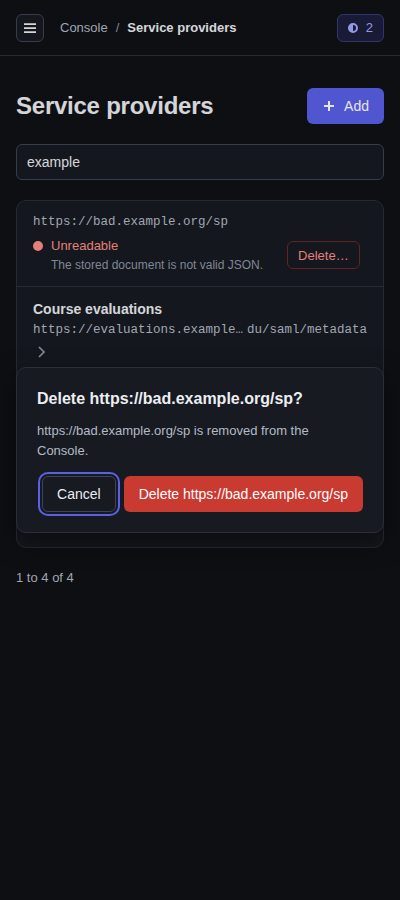 Console / Service providers
2
Service providers
Add
example
https://bad.example.org/sp
Unreadable
The stored document is not valid JSON.
Delete…
Course evaluations
https://evaluations.example… du/saml/metadata
Delete https://bad.example.org/sp?
https://bad.example.org/sp is removed from the
Console.
Cancel
Delete https://bad.example.org/sp
1 to 4 of 4